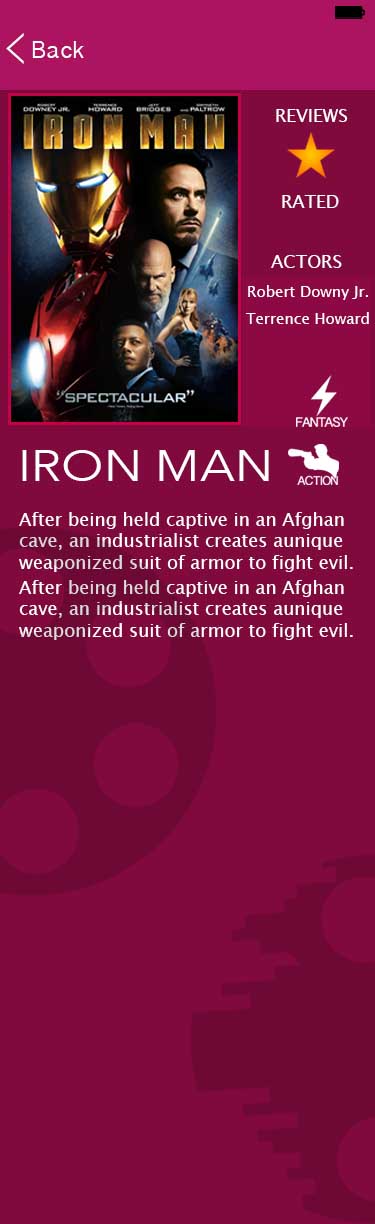 Back
ROBERT DOWNEY JR.
TERRENCE HOWARD
JEFF BRIDGES
AND GWYNETH PALTROW
IRON MAN
"SPECTACULAR"
REVIEWS
RATED
ACTORS
Robert Downy Jr.
Terrence Howard
FANTASY
IRON MAN
ACTION
After being held captive in an Afghan
cave, an industrialist creates aunique
weaponized suit of armor to fight evil.
After being held captive in an Afghan
cave, an industrialist creates aunique
weaponized suit of armor to fight evil.